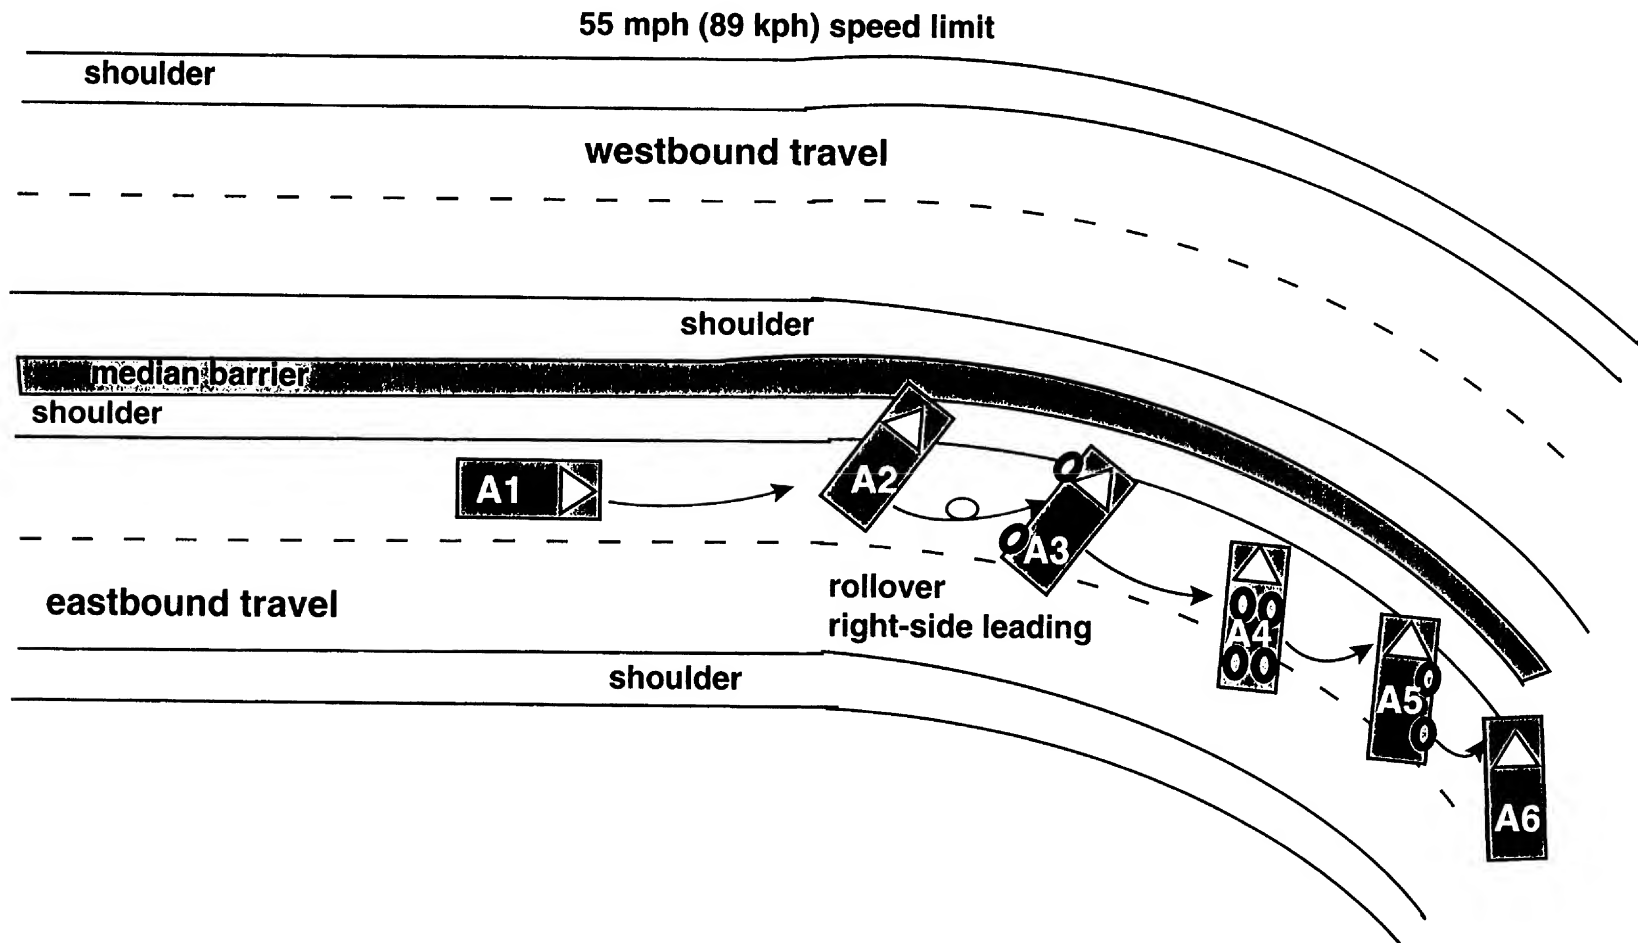 55 mph (89 kph) speed limit
shoulder
westbound travel
shoulder
median barrier
shoulder
A1
A2
A3
rollover
right-side leading
eastbound travel
A4
shoulder
A5
A6